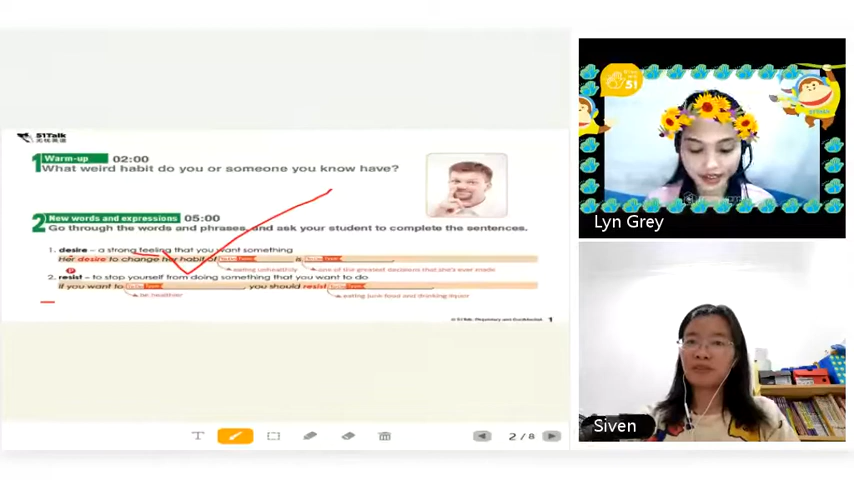 51Talk
无忧英语
1 Warm-up 02:00
What weird habit do you or someone you know have?
2 New words and expressions 05:00
Go through the words and phrases, and ask your student to complete the sentences.
1. desire – a strong feeling that you want something
Her desire to change her habit of is
eating unhealthily one of the greatest decisions that she's ever made
2. resist – to stop yourself from doing something that you want to do
If you want to you should resist
be healthier eating junk food and drinking liquor
1
T
2 / 8
51
Lyn Grey
Siven